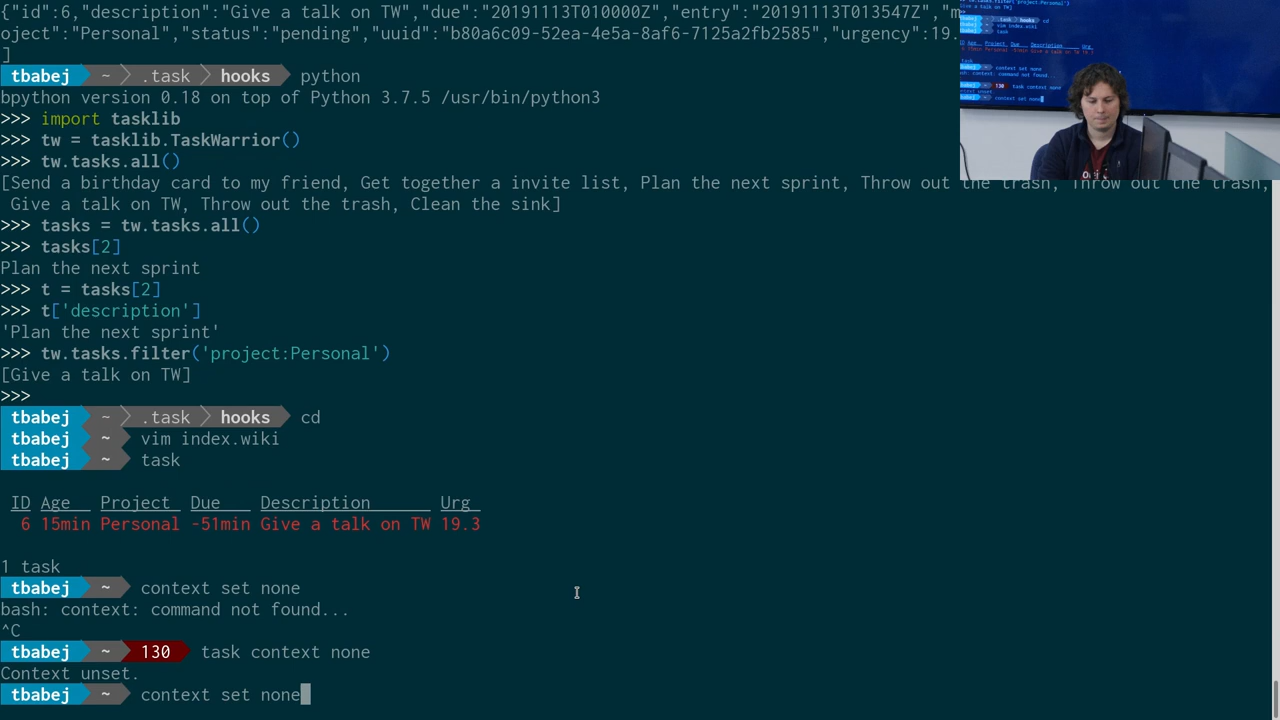 {"id":6,"description":"Give a talk on TW","due":"20191113T010000Z","entry":"20191113T013547Z","m
oject":"Personal","status":"pending","uuid":
]
tbabej ~ .task hooks python
bpython version 0.18 on top of Python 3.7.5 /usr/bin/python3
>>> import tasklib
>>> tw = tasklib.TaskWarrior()
>>> tw.tasks.all()
[Send a birthday card to my friend, Get together a invite list, Plan the next sprint, Throw out the trash, Throw out the trash,
Give a talk on TW, Throw out the trash, Clean the sink]
>>> tasks = tw.tasks.all()
>>> tasks[2]
Plan the next sprint
>>> t = tasks[2]
>>> t['description']
'Plan the next sprint'
>>> tw.tasks.filter('project:Personal')
[Give a talk on TW]
>>>
tbabej ~ .task hooks cd
tbabej ~ vim index.wiki
tbabej ~ task
ID Age Project Due Description Urg
6 15min Personal -51min Give a talk on TW 19.3
1 task
tbabej ~ context set none
bash: context: command not found...
^C
tbabej ~ 130 task context none
Context unset.
tbabej ~ context set none